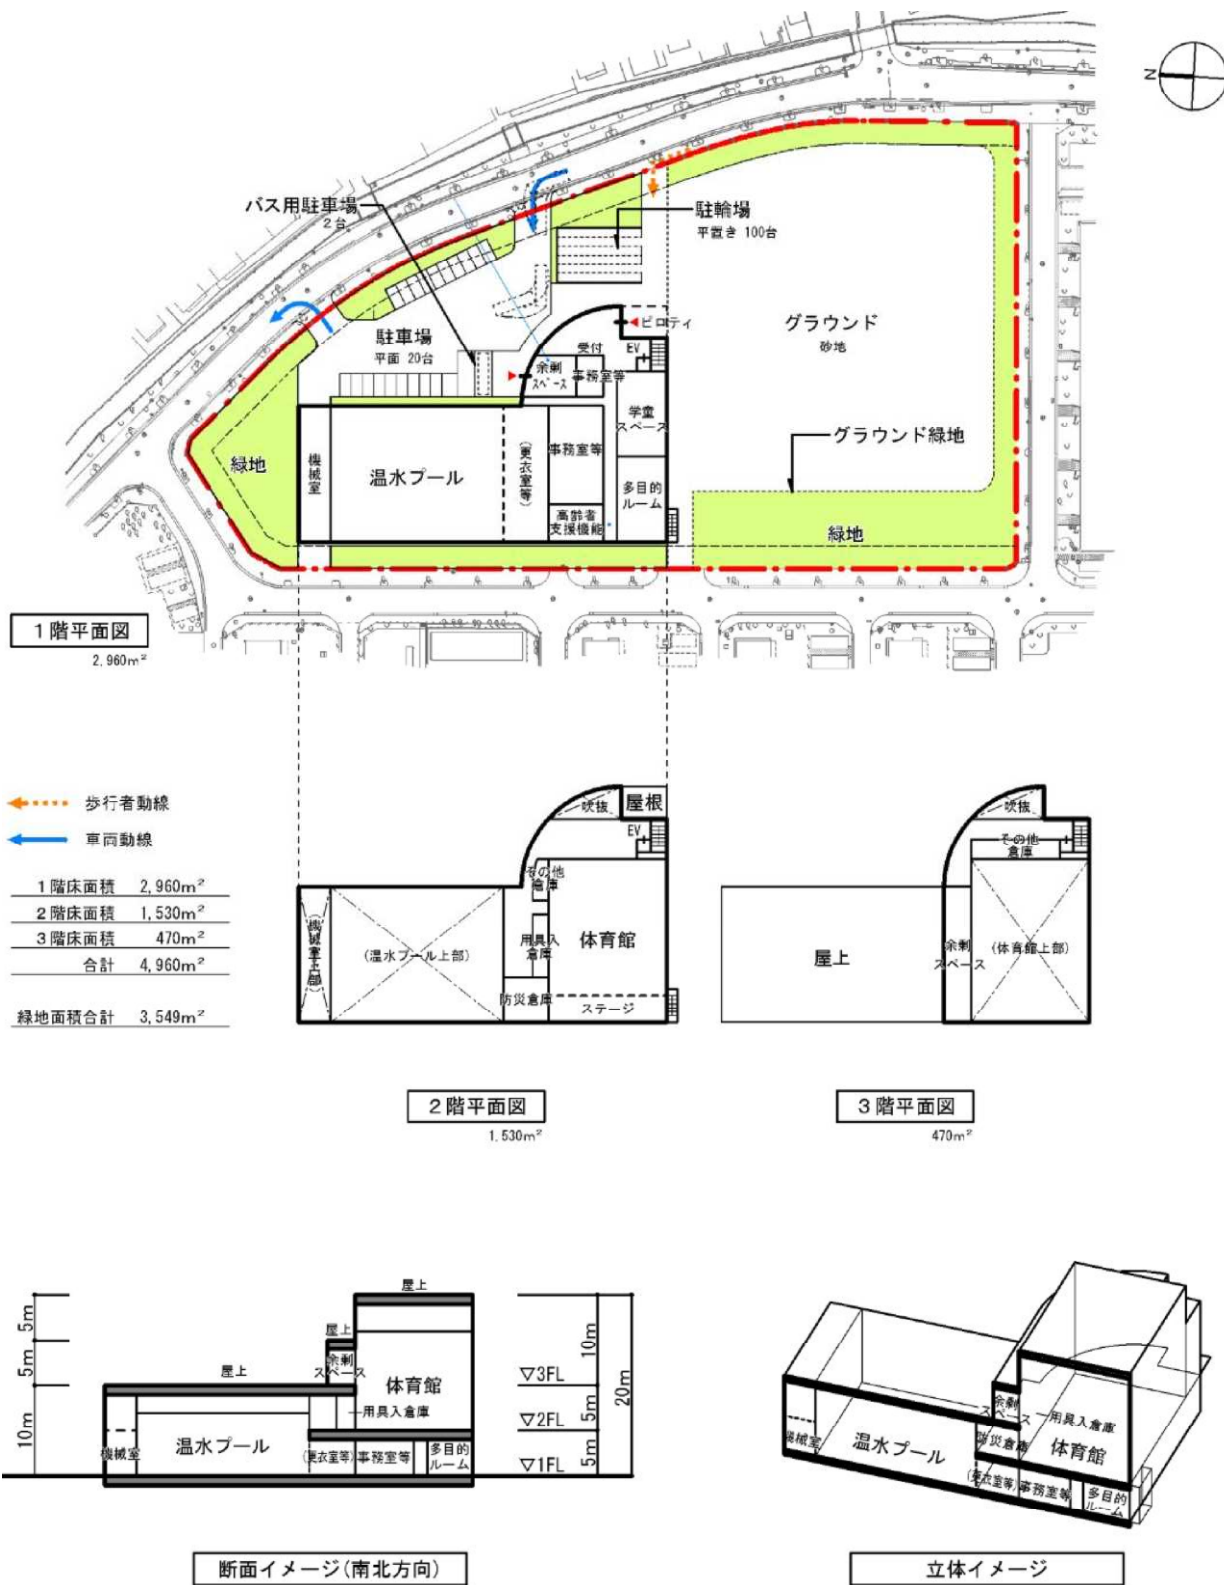 N
バス用駐車場
2台
駐輪場
平置き 100台
駐車場
平面 20台
ピロティ
グラウンド
砂地
受付
EV
余剰
スペース
事務室等
学童
スペース
グラウンド緑地
緑地
機械室
温水プール
(更衣室等)
事務室等
多目的
ルーム
高齢者
支援機能
緑地
1階平面図
2,960m²
歩行者動線
車両動線
1階床面積 2,960m²
2階床面積 1,530m²
3階床面積 470m²
合計 4,960m²
緑地面積合計 3,549m²
吹抜
屋根
EV
その他
倉庫
(機械室上部)
(温水プール上部)
用具入
倉庫
体育館
防災倉庫
ステージ
2階平面図
1,530m²
吹抜
その他
倉庫
屋上
余剰
スペース
(体育館上部)
3階平面図
470m²
屋上
屋上
余剰
スペース
屋上
体育館
用具入倉庫
機械室
温水プール
(更衣室等)
事務室等
多目的
ルーム
5m
5m
10m
▽3FL
▽2FL
▽1FL
10m
5m
5m
20m
断面イメージ(南北方向)
余剰
スペース
用具入倉庫
機械室
温水プール
防災倉庫
体育館
(更衣室等)
事務室等
多目的
ルーム
立体イメージ